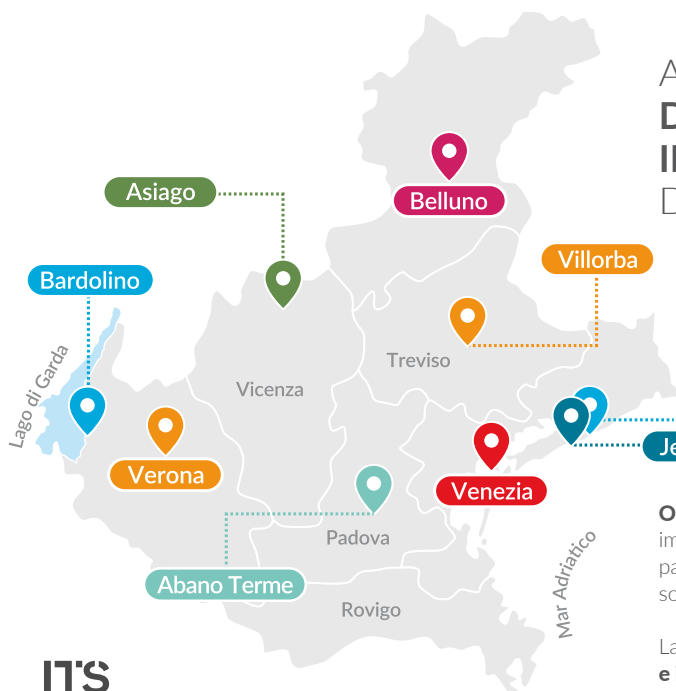 Asiago
Belluno
Villorba
Bardolino
Treviso
Lago di Garda
Vicenza
Verona
Venezia
Padova
Mar Adriatico
Abano Terme
Rovigo
ITS